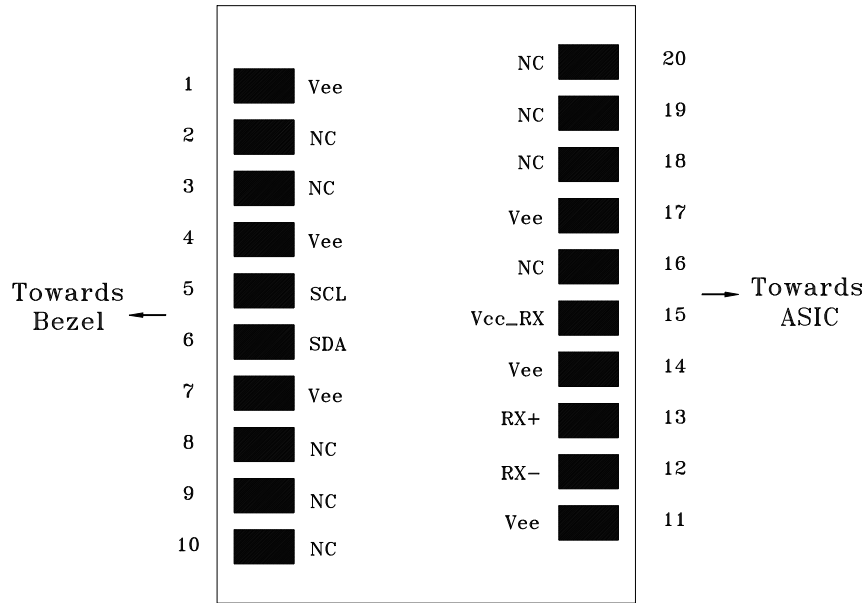 1 Vee
2 NC
3 NC
4 Vee
5 SCL
6 SDA
7 Vee
8 NC
9 NC
10 NC
Towards
Bezel
NC 20
NC 19
NC 18
Vee 17
NC 16
Vcc_RX 15
Vee 14
RX+ 13
RX− 12
Vee 11
Towards
ASIC